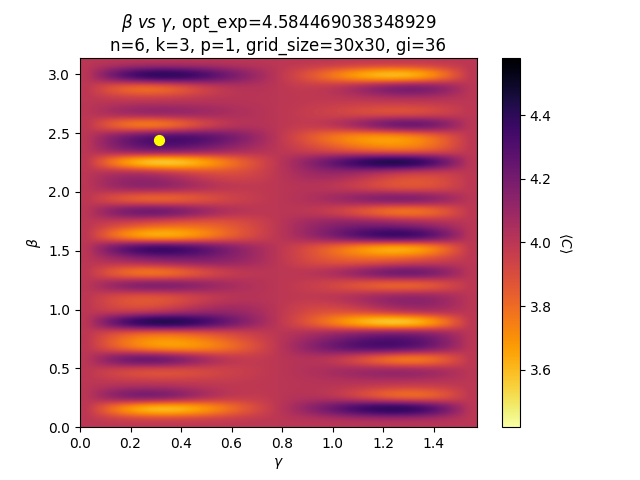 β vs γ, opt_exp=4.584469038348929
n=6, k=3, p=1, grid_size=30x30, gi=36
3.0
2.5
2.0
1.5
1.0
0.5
0.0
β
0.0 0.2 0.4 0.6 0.8 1.0 1.2 1.4
γ
4.4
4.2
4.0
3.8
3.6
⟨C⟩